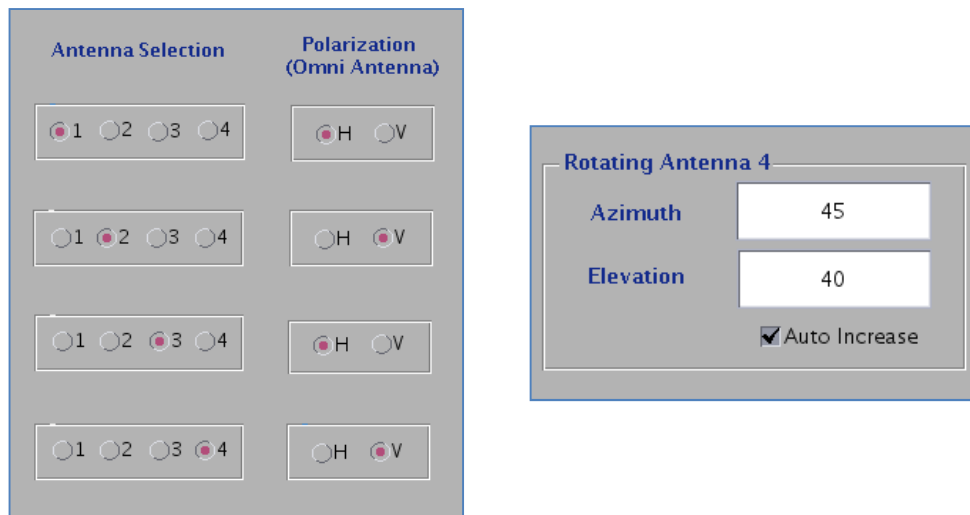 Antenna Selection
Polarization
(Omni Antenna)
1 2 3 4
H V
1 2 3 4
H V
1 2 3 4
H V
1 2 3 4
H V
Rotating Antenna 4
Azimuth 45
Elevation 40
Auto Increase